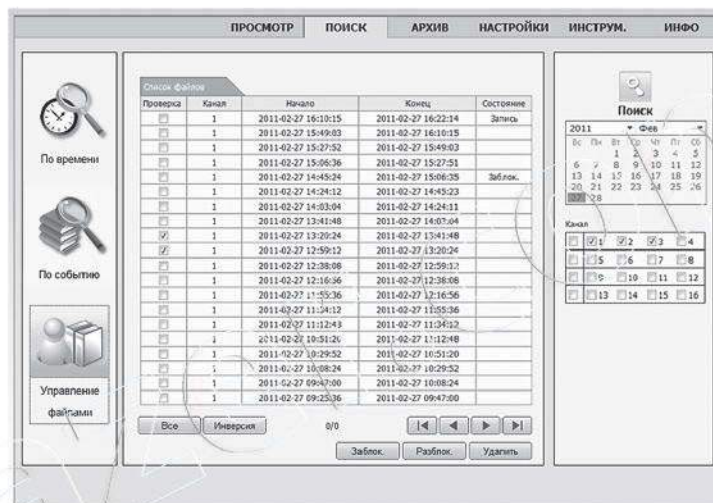 ПРОСМОТР ПОИСК АРХИВ НАСТРОЙКИ ИНСТРУМ. ИНФО
По времени
По событию
Управление
файлами
Список файлов
Проверка Канал Начало Конец Состояние
1 2011-02-27 16:10:15 2011-02-27 16:22:14 Запись
1 2011-02-27 15:49:03 2011-02-27 16:10:15
1 2011-02-27 15:27:52 2011-02-27 15:49:03
1 2011-02-27 15:06:36 2011-02-27 15:27:51
1 2011-02-27 14:45:24 2011-02-27 15:06:35 Заблок.
1 2011-02-27 14:24:12 2011-02-27 14:45:23
1 2011-02-27 14:03:04 2011-02-27 14:24:11
1 2011-02-27 13:41:48 2011-02-27 14:03:04
1 2011-02-27 13:20:24 2011-02-27 13:41:48
1 2011-02-27 12:59:12 2011-02-27 13:20:24
1 2011-02-27 12:38:08 2011-02-27 12:59:12
1 2011-02-27 12:16:56 2011-02-27 12:38:08
1 2011-02-27 11:55:36 2011-02-27 12:16:56
1 2011-02-27 11:34:12 2011-02-27 11:55:36
1 2011-02-27 11:12:43 2011-02-27 11:34:12
1 2011-02-27 10:51:20 2011-02-27 11:12:48
1 2011-02-27 10:29:52 2011-02-27 10:51:20
1 2011-02-27 10:08:24 2011-02-27 10:29:52
1 2011-02-27 09:47:00 2011-02-27 10:08:24
1 2011-02-27 09:25:36 2011-02-27 09:47:00
Все Инверсия 0/0
Заблок. Разблок. Удалить
Поиск
2011 Фев
Вс Пн Вт Ср Чт Пт Сб
1 2 3 4 5
6 7 8 9 10 11 12
13 14 15 16 17 18 19
20 21 22 23 24 25 26
27 28
Канал
1 2 3 4
5 6 7 8
9 10 11 12
13 14 15 16